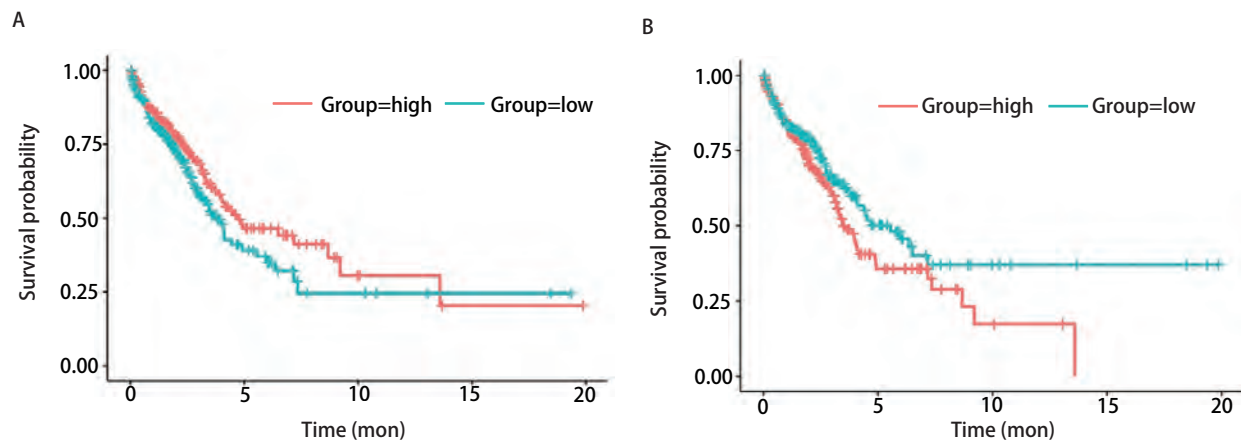 A
1.00
0.75
0.50
0.25
0.00
Survival probability
Group=high Group=low
0 5 10 15 20
Time (mon)
B
1.00
0.75
0.50
0.25
0.00
Survival probability
Group=high Group=low
0 5 10 15 20
Time (mon)